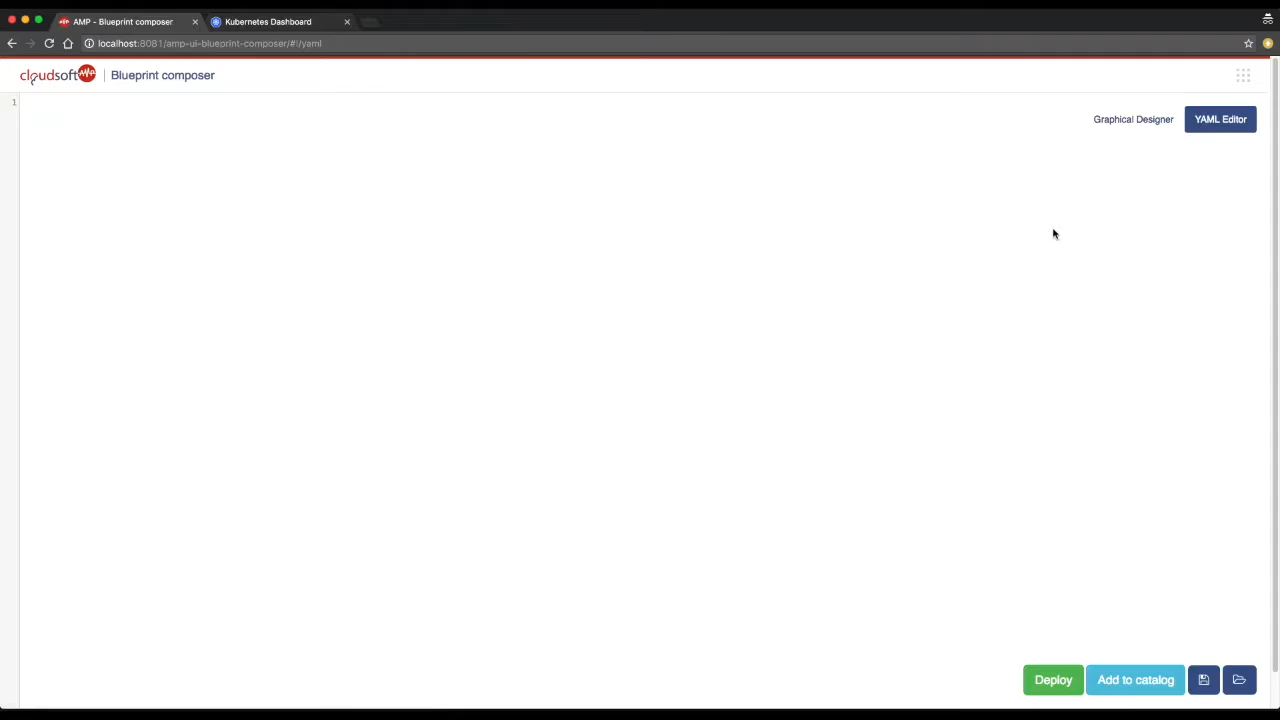 AMP - Blueprint composer
Kubernetes Dashboard
localhost:8081/amp-ui-blueprint-composer/#!/yaml
cloudsoft
Blueprint composer
1
Graphical Designer
YAML Editor
Deploy
Add to catalog